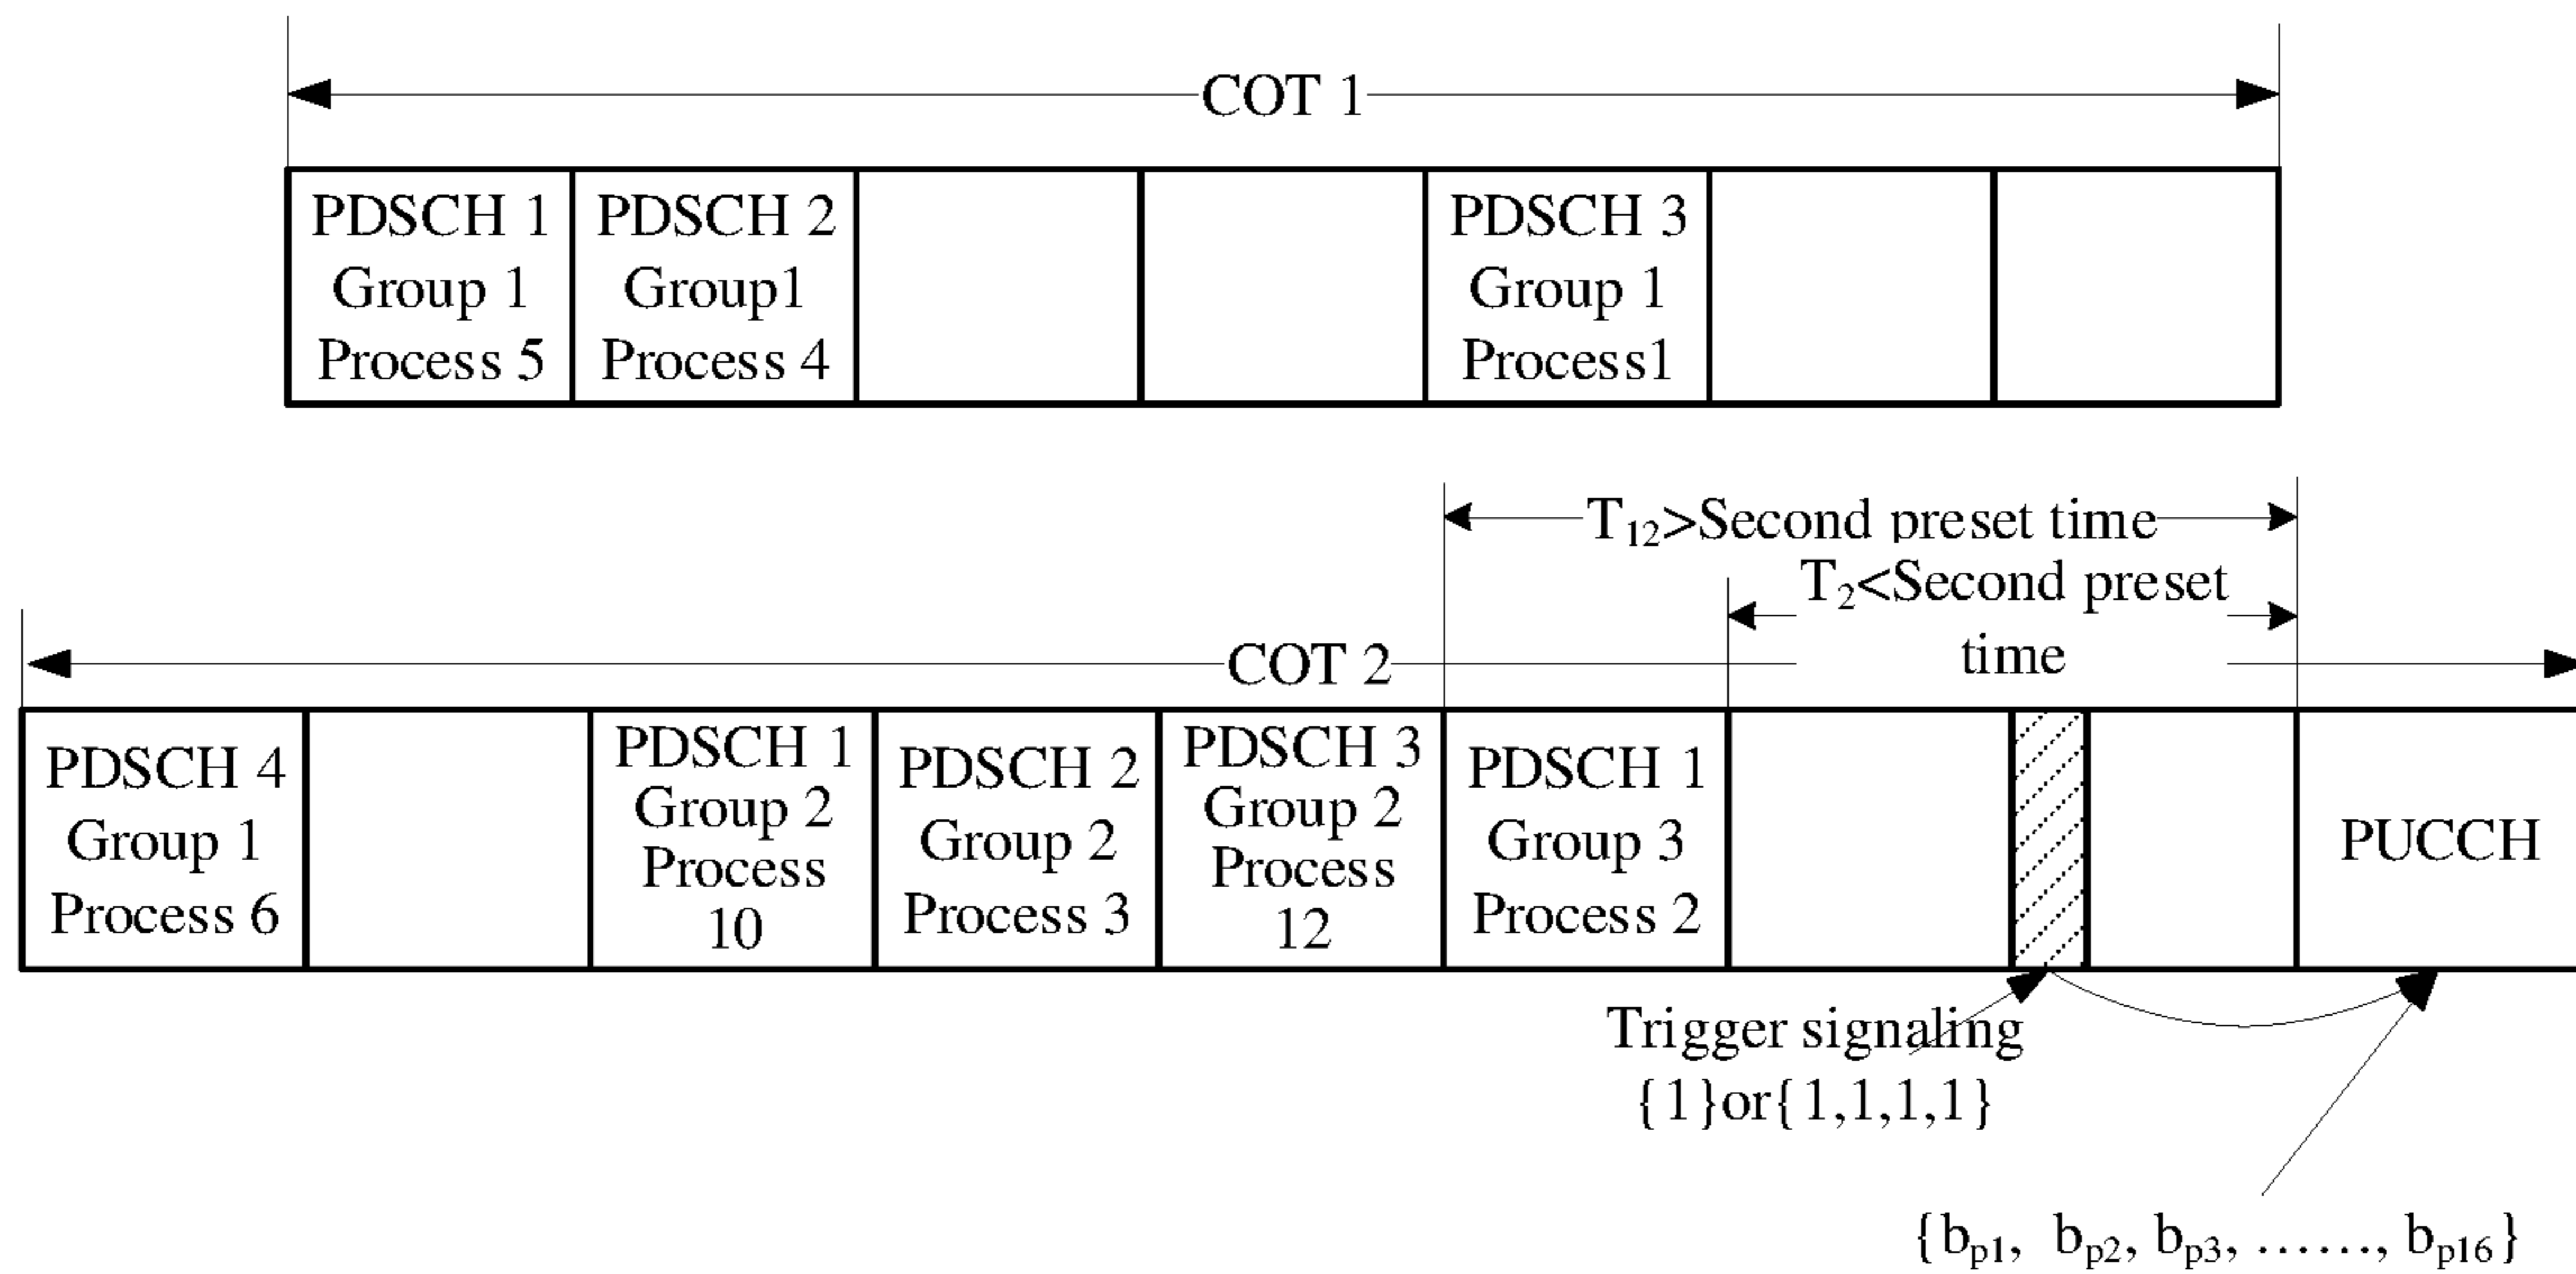 COT 1
PDSCH 1
Group 1
Process 5
PDSCH 2
Group1
Process 4
PDSCH 3
Group 1
Process1
T₁₂>Second preset time
T₂<Second preset
time
COT 2
PDSCH 4
Group 1
Process 6
PDSCH 1
Group 2
Process
10
PDSCH 2
Group 2
Process 3
PDSCH 3
Group 2
Process
12
PDSCH 1
Group 3
Process 2
PUCCH
Trigger signaling
{1}or{1,1,1,1}
{bₚ₁, bₚ₂, bₚ₃, ……, bₚ₁₆}